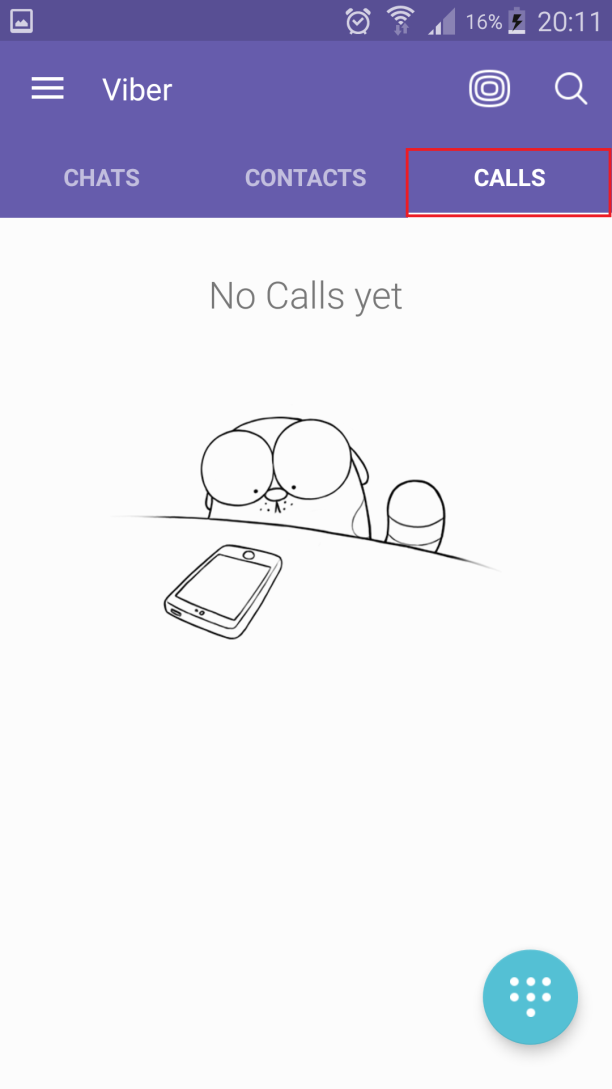 16% 20:11
Viber
CHATS CONTACTS CALLS
No Calls yet